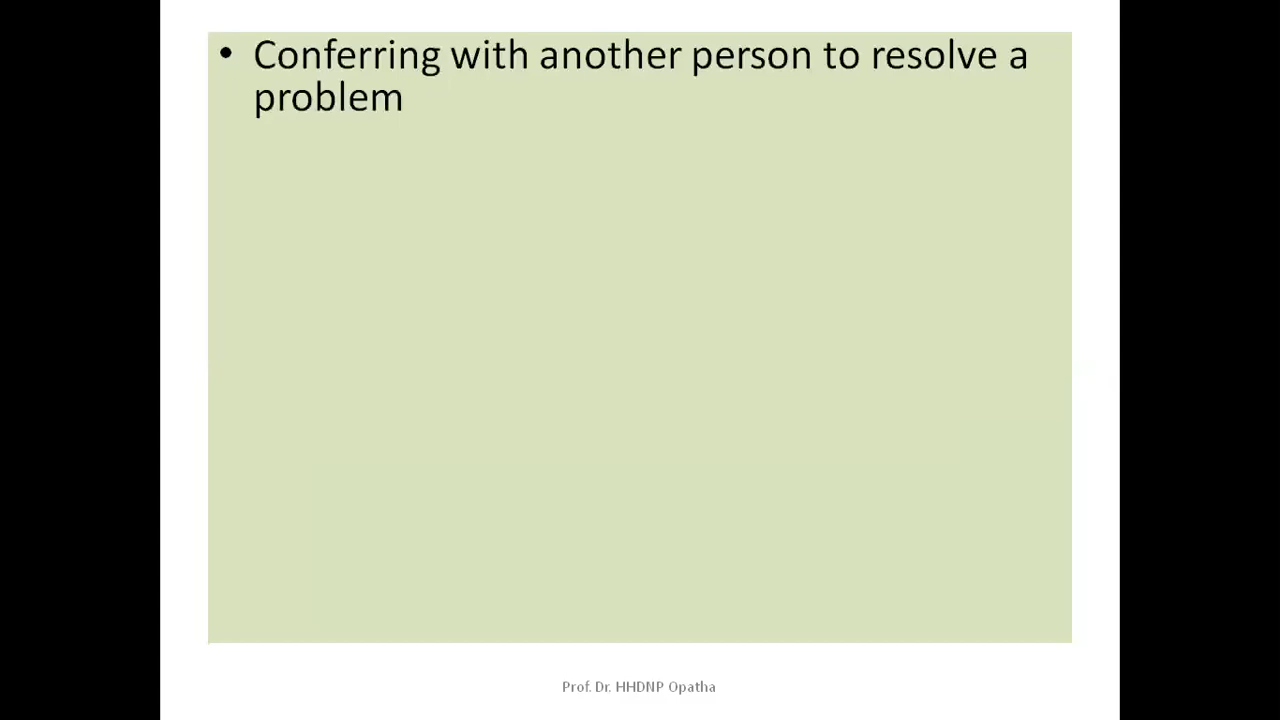 • Conferring with another person to resolve a
problem
Prof. Dr. HHDNP Opatha